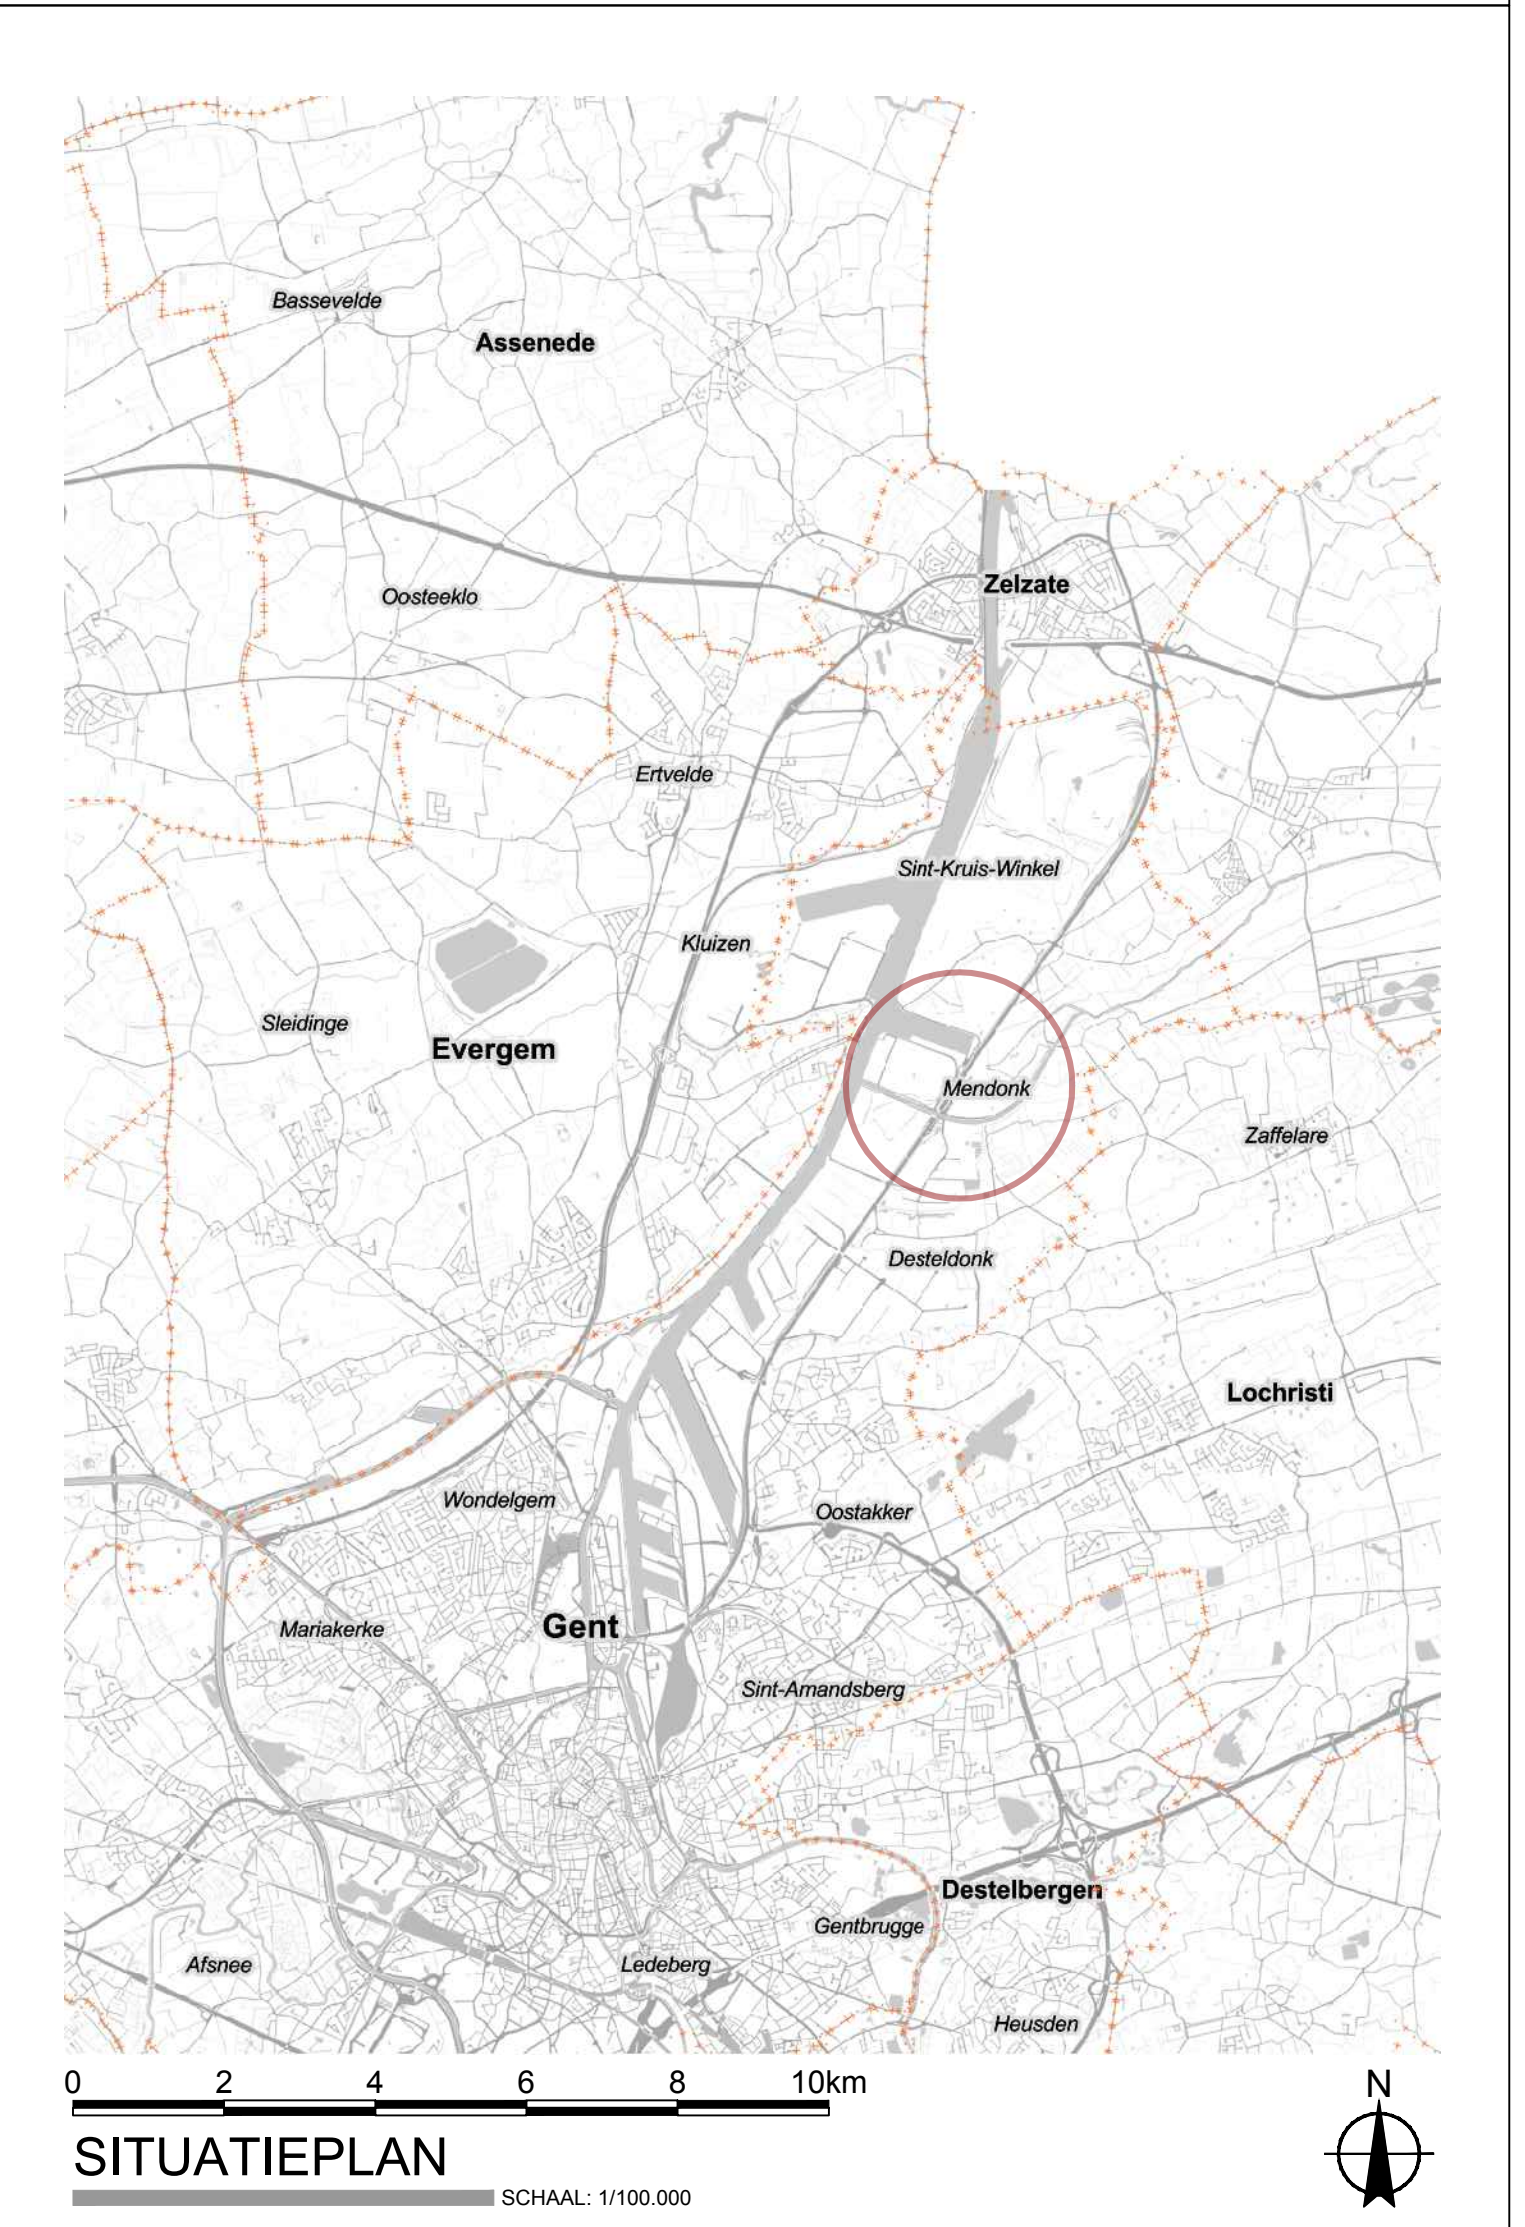 Bassevelde
Assenede
Zelzate
Oosteeklo
Ertvelde
Sint-Kruis-Winkel
Kluizen
Sleidinge
Evergem
Mendonk
Zaffelare
Desteldonk
Lochristi
Wondelgem
Oostakker
Gent
Mariakerke
Sint-Amandsberg
Destelbergen
Gentbrugge
Afsnee
Ledeberg
Heusden
0 2 4 6 8 10km
N
SITUATIEPLAN
SCHAAL: 1/100.000